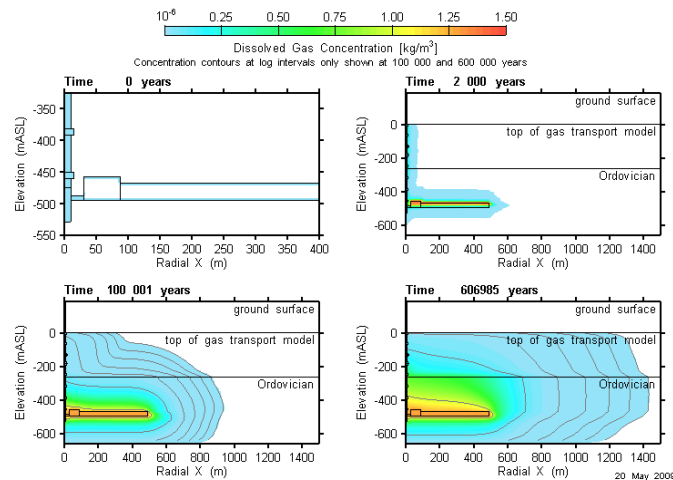 10-6 0.25 0.50 0.75 1.00 1.25 1.50
Dissolved Gas Concentration [kg/m3]
Concentration contours at log intervals only shown at 100 000 and 600 000 years
Time 0 years
-350
-400
-450
-500
-550
Elevation (mASL)
0 50 100 150 200 250 300 350 400
Radial X (m)
Time 2 000 years
ground surface
top of gas transport model
Ordovician
0
-200
-400
-600
Elevation (mASL)
0 200 400 600 800 1000 1200 1400
Radial X (m)
Time 100 001 years
ground surface
top of gas transport model
Ordovician
0
-200
-400
-600
Elevation (mASL)
0 200 400 600 800 1000 1200 1400
Radial X (m)
Time 606985 years
ground surface
top of gas transport model
Ordovician
0
-200
-400
-600
Elevation (mASL)
0 200 400 600 800 1000 1200 1400
Radial X (m)
20 May 2009